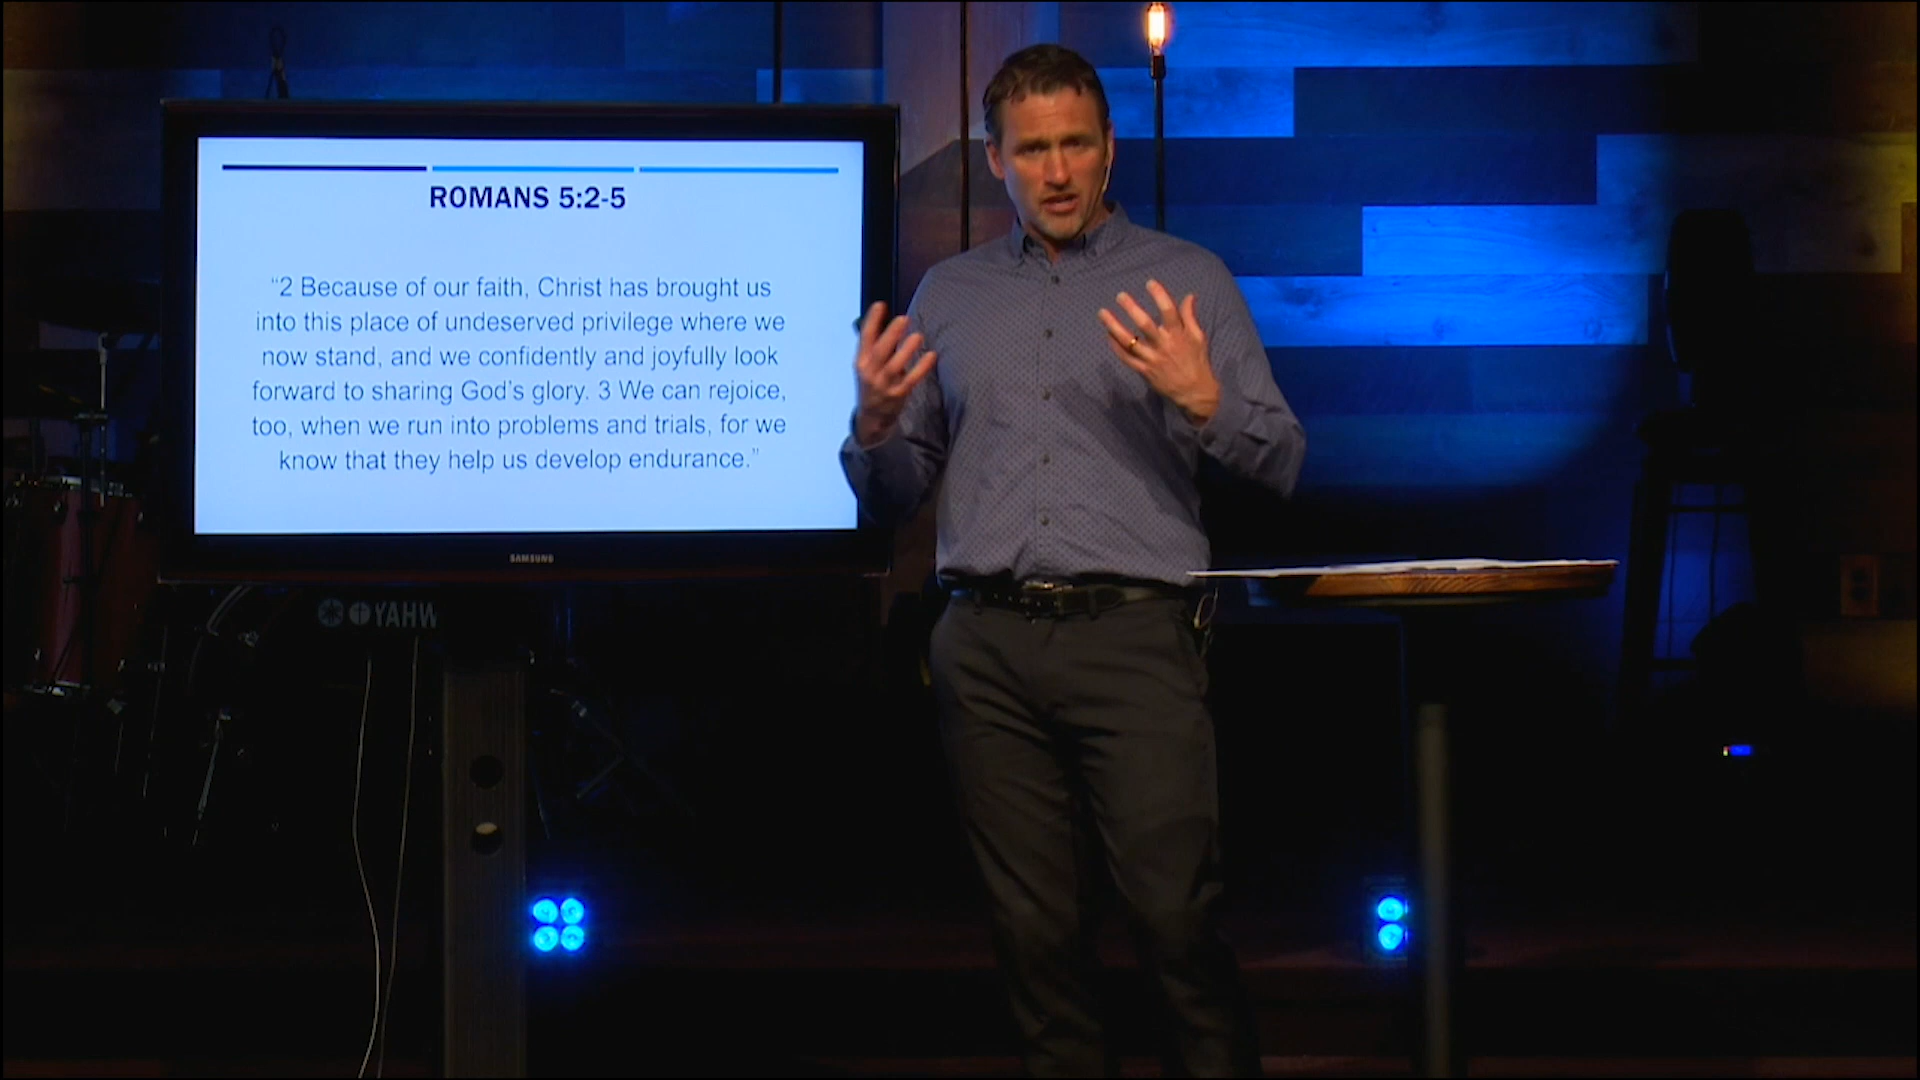 ROMANS 5:2-5
“2 Because of our faith, Christ has brought us
into this place of undeserved privilege where we
now stand, and we confidently and joyfully look
forward to sharing God’s glory. 3 We can rejoice,
too, when we run into problems and trials, for we
know that they help us develop endurance.”
SAMSUNG
YAHW